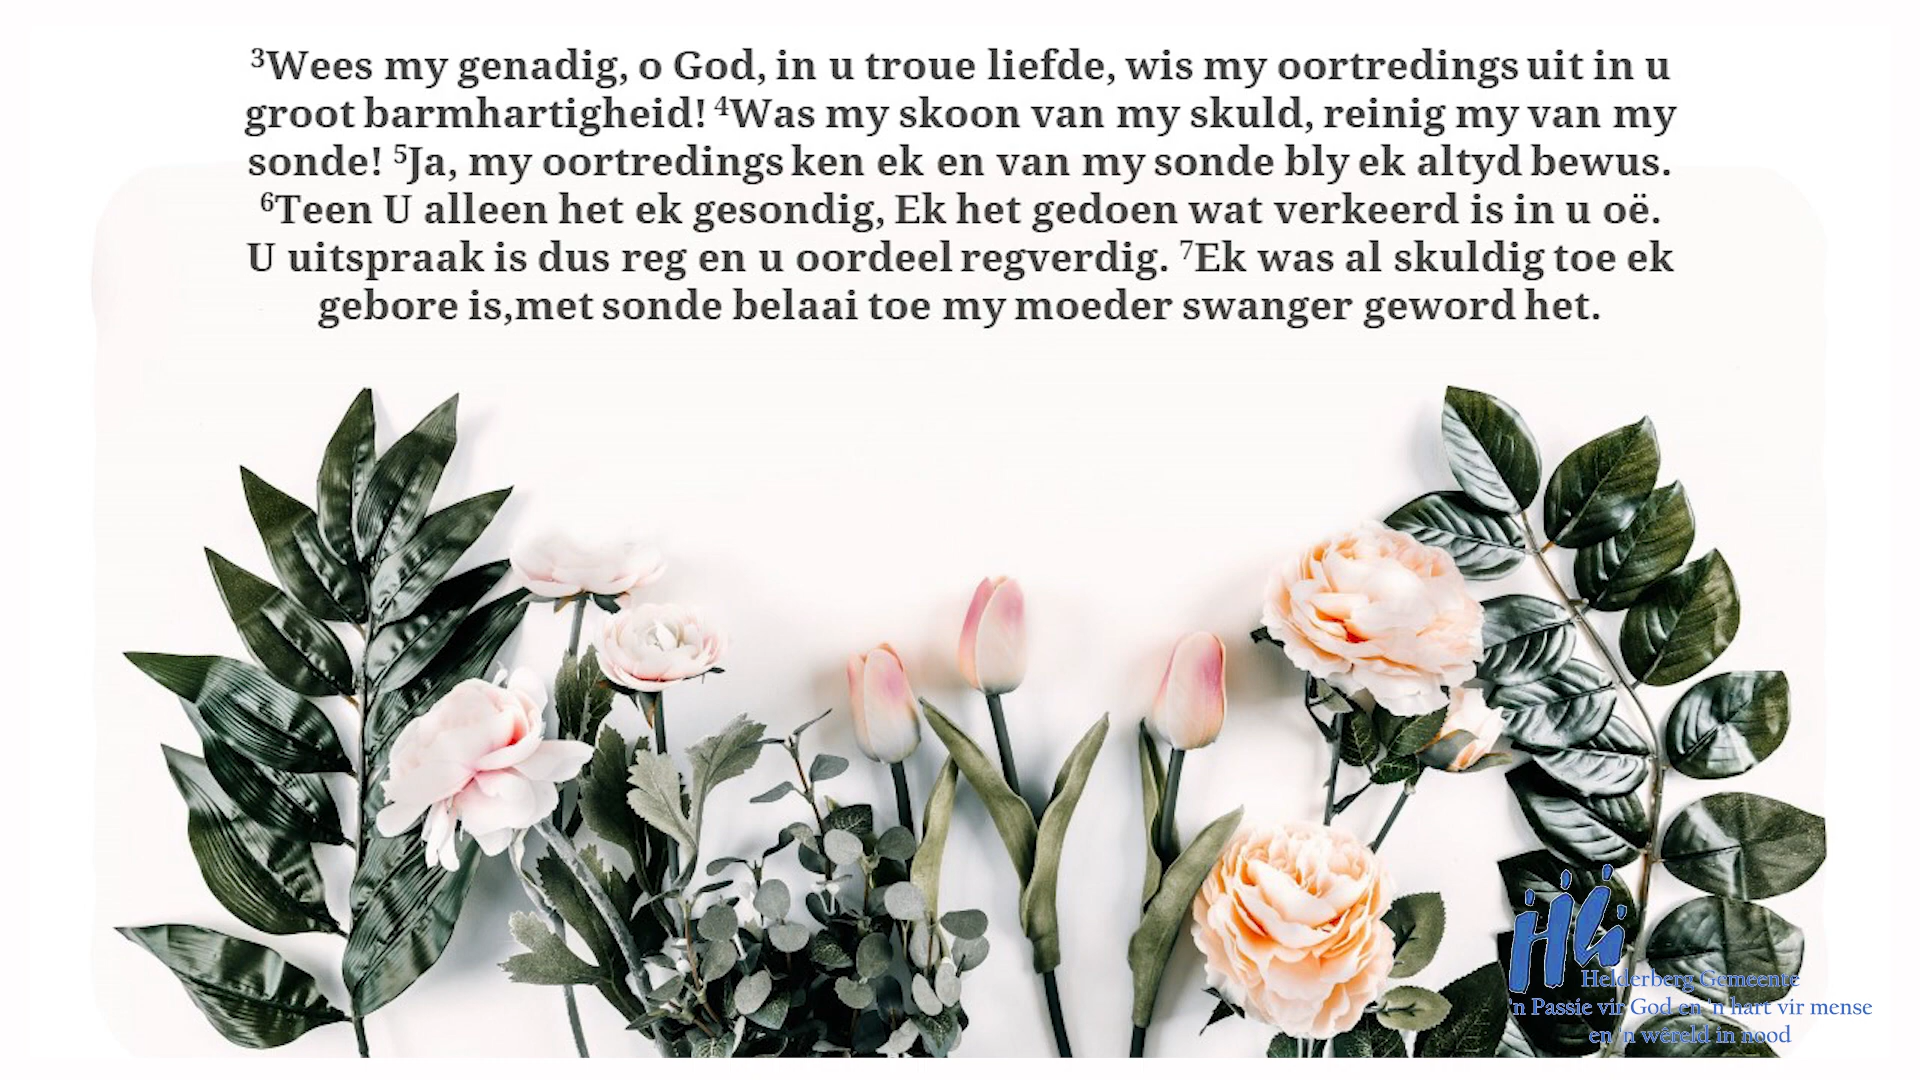 ³Wees my genadig, o God, in u troue liefde, wis my oortredings uit in u
groot barmhartigheid! ⁴Was my skoon van my skuld, reinig my van my
sonde! ⁵Ja, my oortredings ken ek en van my sonde bly ek altyd bewus.
⁶Teen U alleen het ek gesondig, Ek het gedoen wat verkeerd is in u oë.
U uitspraak is dus reg en u oordeel regverdig. ⁷Ek was al skuldig toe ek
gebore is,met sonde belaai toe my moeder swanger geword het.
HG
Helderberg Gemeente
'n Passie vir God en 'n hart vir mense
en 'n wêreld in nood